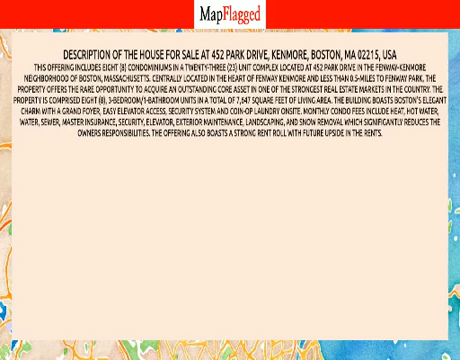 MapFlagged
DESCRIPTION OF THE HOUSE FOR SALE AT 452 PARK DRIVE, KENMORE, BOSTON, MA 02215, USA
THIS OFFERING INCLUDES EIGHT (8) CONDOMINIUMS IN A TWENTY-THREE (23) UNIT COMPLEX LOCATED AT 452 PARK DRIVE IN THE FENWAY-KENMORE
NEIGHBORHOOD OF BOSTON, MASSACHUSETTS. CENTRALLY LOCATED IN THE HEART OF FENWAY KENMORE AND LESS THAN 0.5-MILES TO FENWAY PARK, THE
PROPERTY OFFERS THE RARE OPPORTUNITY TO ACQUIRE AN OUTSTANDING CORE ASSET IN ONE OF THE STRONGEST REAL ESTATE MARKETS IN THE COUNTRY. THE
PROPERTY IS COMPRISED EIGHT (8), 3-BEDROOM/1-BATHROOM UNITS IN A TOTAL OF 7,647 SQUARE FEET OF LIVING AREA. THE BUILDING BOASTS BOSTON'S ELEGANT
CHARM WITH A GRAND FOYER, EASY ELEVATOR ACCESS, SECURITY SYSTEM AND COIN-OP LAUNDRY ONSITE. MONTHLY CONDO FEES INCLUDE HEAT, HOT WATER,
WATER, SEWER, MASTER INSURANCE, SECURITY, ELEVATOR, EXTERIOR MAINTENANCE, LANDSCAPING, AND SNOW REMOVAL WHICH SIGNIFICANTLY REDUCES THE
OWNERS RESPONSIBILITIES. THE OFFERING ALSO BOASTS A STRONG RENT ROLL WITH FUTURE UPSIDE IN THE RENTS.